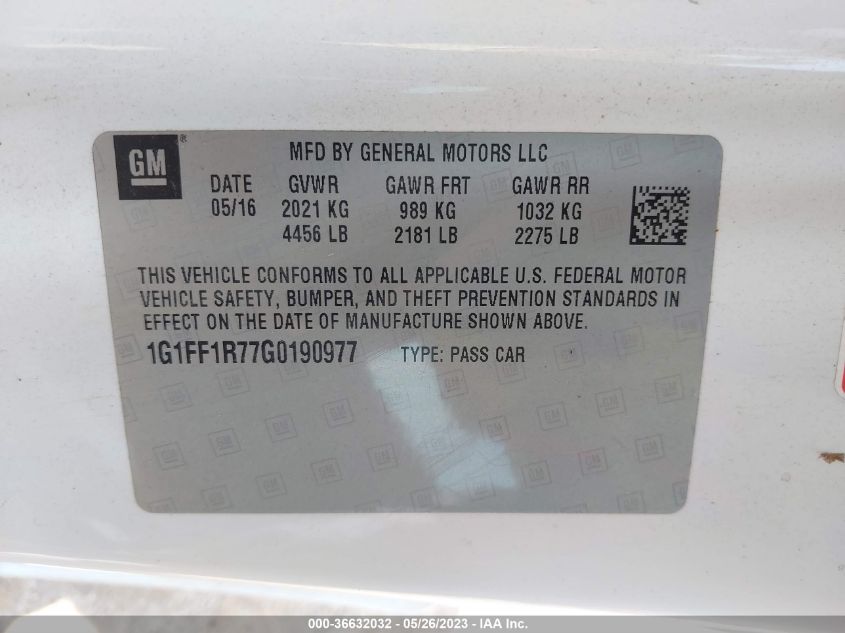 GM®
MFD BY GENERAL MOTORS LLC
DATE GVWR GAWR FRT GAWR RR
05/16 2021 KG 989 KG 1032 KG
4456 LB 2181 LB 2275 LB
THIS VEHICLE CONFORMS TO ALL APPLICABLE U.S. FEDERAL MOTOR
VEHICLE SAFETY, BUMPER, AND THEFT PREVENTION STANDARDS IN
EFFECT ON THE DATE OF MANUFACTURE SHOWN ABOVE.
1G1FF1R77G0190977 TYPE: PASS CAR
000-36632032 - 05/26/2023 - IAA Inc.